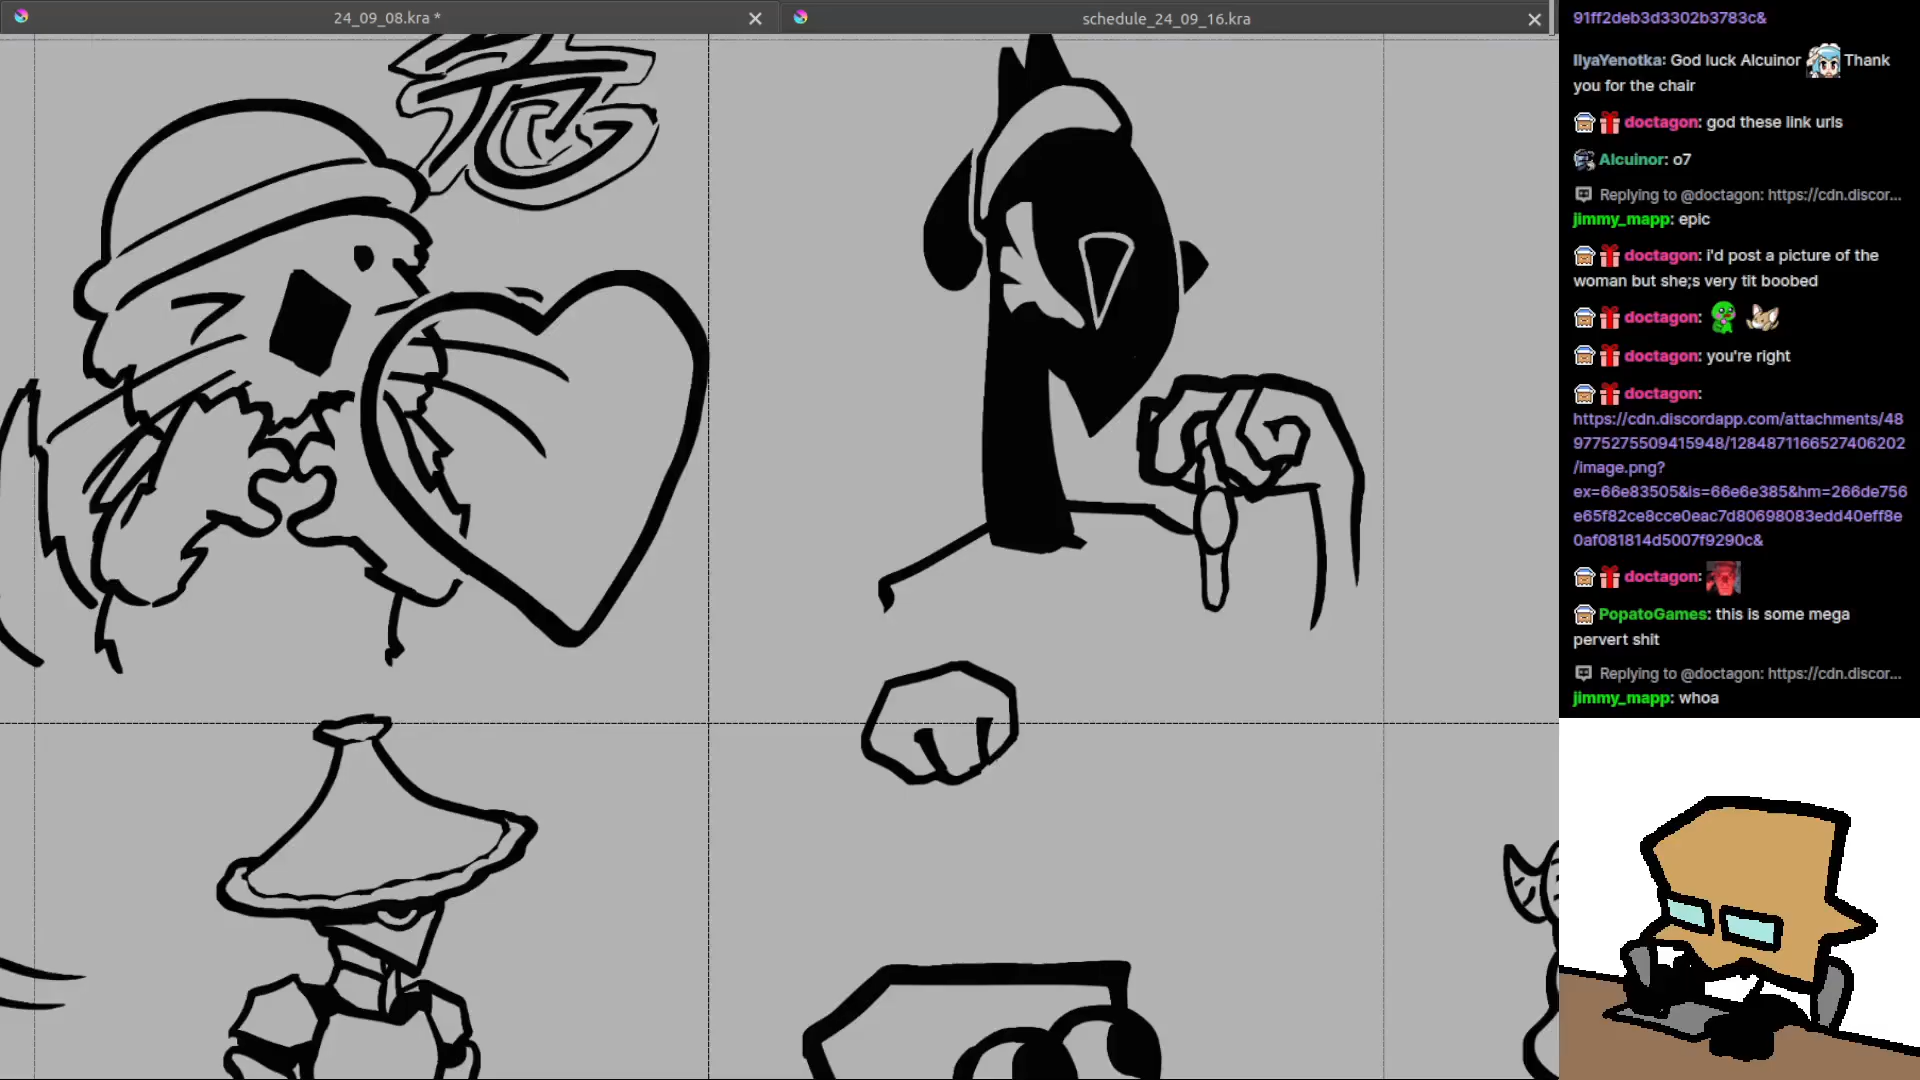 24_09_08.kra *
schedule_24_09_16.kra
91ff2deb3d3302b3783c&
IlyaYenotka: God luck Alcuinor Thank
you for the chair
doctagon: god these link urls
Alcuinor: o7
Replying to @doctagon: https://cdn.discor...
jimmy_mapp: epic
doctagon: i'd post a picture of the
woman but she;s very tit boobed
doctagon:
doctagon: you're right
doctagon:
https://cdn.discordapp.com/attachments/48
9775275509415948/1284871166527406202
/image.png?
ex=66e83505&is=66e6e385&hm=266de756
e65f82ce8cce0eac7d80698083edd40eff8e
0af081814d5007f9290c&
doctagon:
PopatoGames: this is some mega
pervert shit
Replying to @doctagon: https://cdn.discor...
jimmy_mapp: whoa